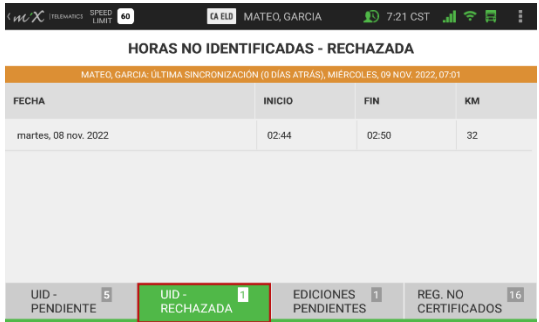 miX TELEMATICS SPEED LIMIT 60 CA ELD MATEO, GARCIA 7:21 CST
HORAS NO IDENTIFICADAS - RECHAZADA
MATEO, GARCIA: ÚLTIMA SINCRONIZACIÓN (0 DÍAS ATRÁS), MIÉRCOLES, 09 NOV. 2022, 07:01
FECHA INICIO FIN KM
martes, 08 nov. 2022 02:44 02:50 32
UID - PENDIENTE 5
UID - RECHAZADA 1
EDICIONES PENDIENTES 1
REG. NO CERTIFICADOS 16